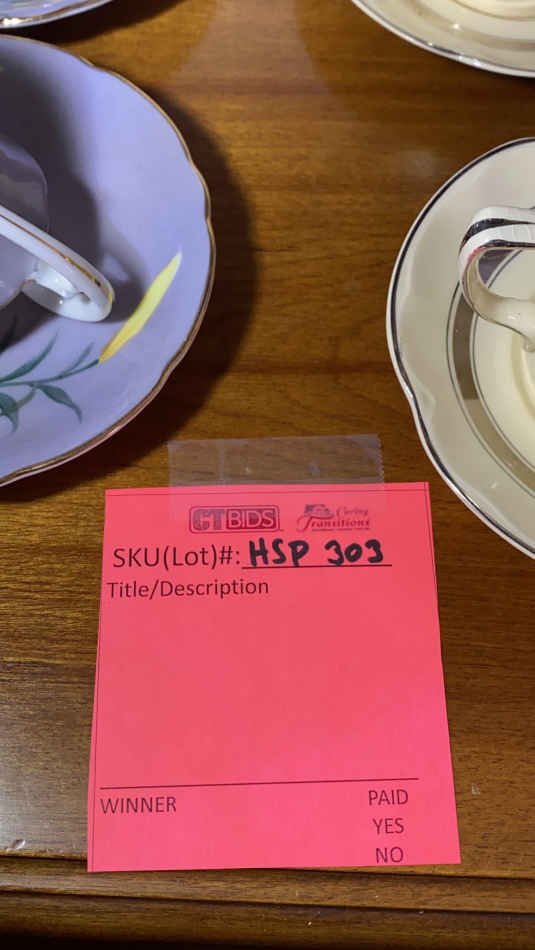 CTBIDS Caring Transitions
SKU(Lot)#: HSP 303
Title/Description
WINNER PAID
YES
NO